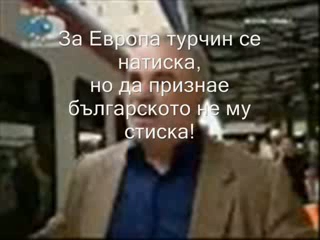 За Европа турчин се
натиска,
но да признае
българското не му
стиска!